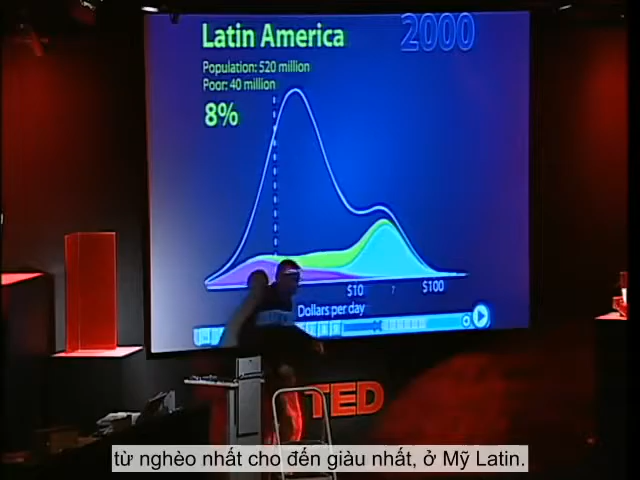 Latin America
2000
Population: 520 million
Poor: 40 million
8%
$10
$100
Dollars per day
TED
từ nghèo nhất cho đến giàu nhất, ở Mỹ Latin.